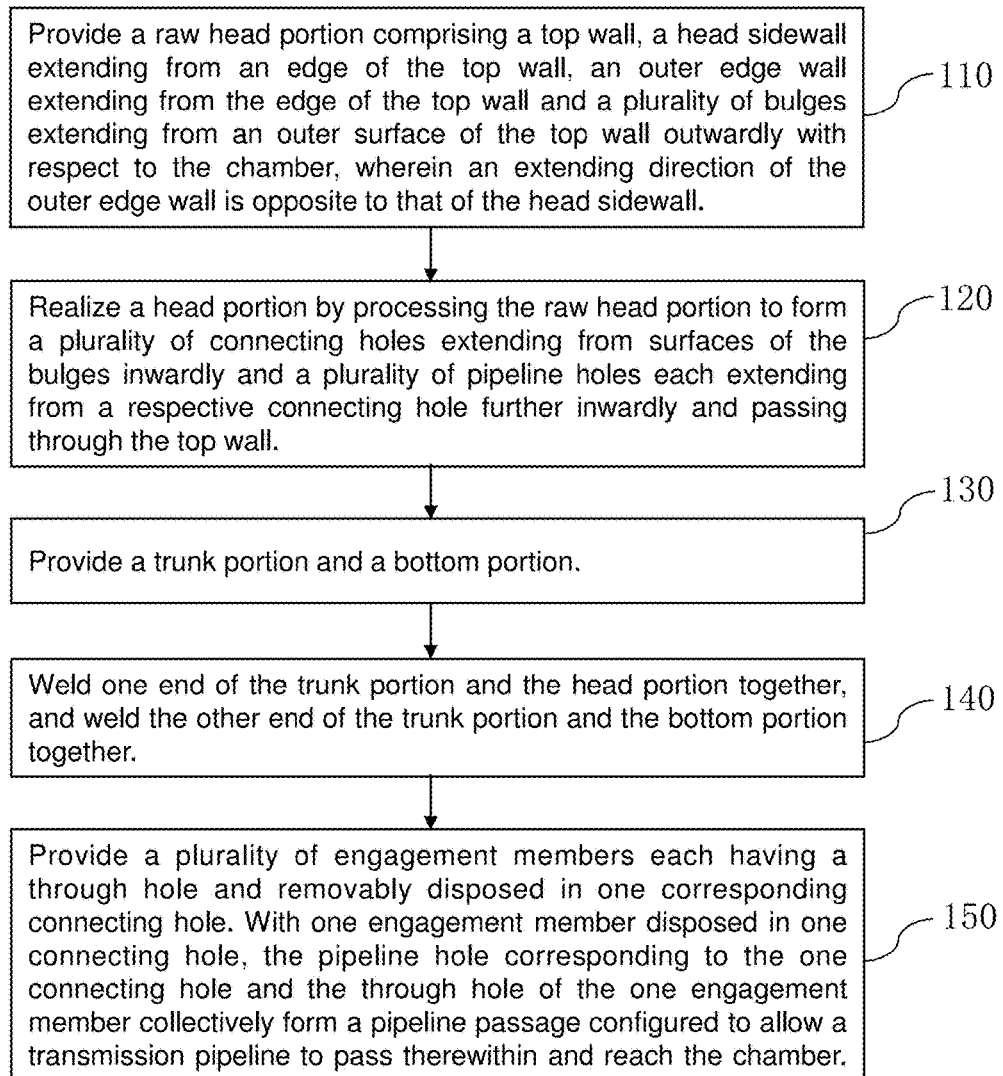 Provide a raw head portion comprising a top wall, a head sidewall
extending from an edge of the top wall, an outer edge wall
extending from the edge of the top wall and a plurality of bulges
extending from an outer surface of the top wall outwardly with
respect to the chamber, wherein an extending direction of the
outer edge wall is opposite to that of the head sidewall.
110
Realize a head portion by processing the raw head portion to form
a plurality of connecting holes extending from surfaces of the
bulges inwardly and a plurality of pipeline holes each extending
from a respective connecting hole further inwardly and passing
through the top wall.
120
Provide a trunk portion and a bottom portion.
130
Weld one end of the trunk portion and the head portion together,
and weld the other end of the trunk portion and the bottom portion
together.
140
Provide a plurality of engagement members each having a
through hole and removably disposed in one corresponding
connecting hole. With one engagement member disposed in one
connecting hole, the pipeline hole corresponding to the one
connecting hole and the through hole of the one engagement
member collectively form a pipeline passage configured to allow a
transmission pipeline to pass therewithin and reach the chamber.
150